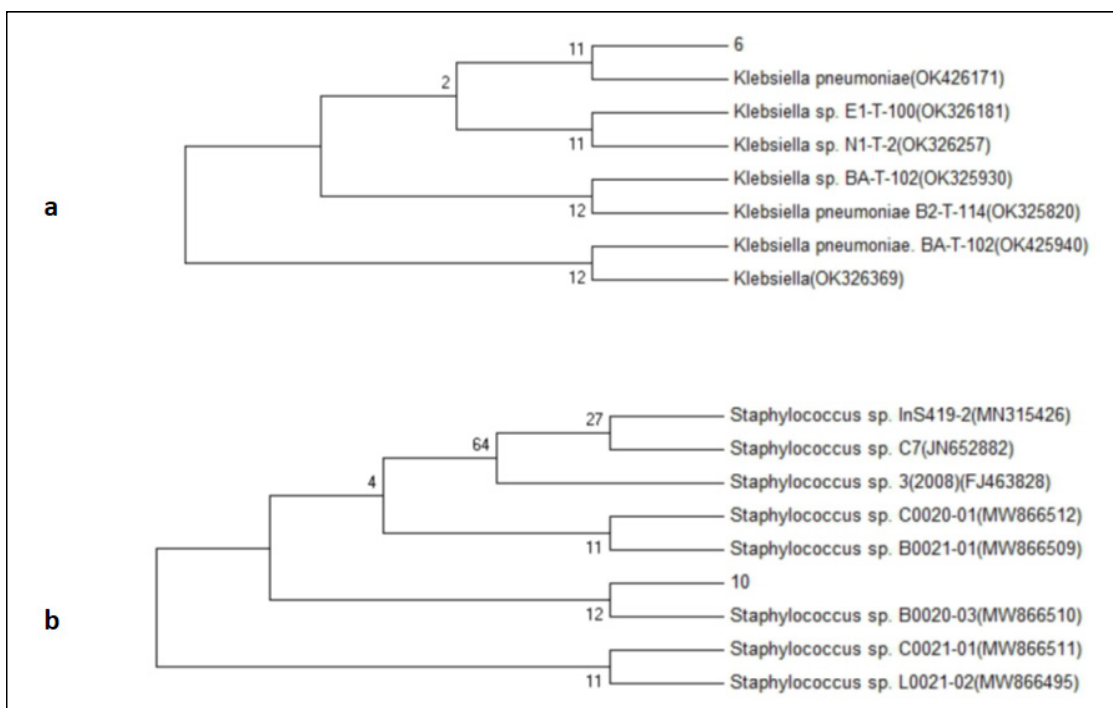 11
6
2
Klebsiella pneumoniae(OK426171)
Klebsiella sp. E1-T-100(OK326181)
11
Klebsiella sp. N1-T-2(OK326257)
a
Klebsiella sp. BA-T-102(OK325930)
12
Klebsiella pneumoniae B2-T-114(OK325820)
Klebsiella pneumoniae. BA-T-102(OK425940)
12
Klebsiella(OK326369)
27
Staphylococcus sp. InS419-2(MN315426)
64
Staphylococcus sp. C7(JN652882)
4
Staphylococcus sp. 3(2008)(FJ463828)
Staphylococcus sp. C0020-01(MW866512)
11
Staphylococcus sp. B0021-01(MW866509)
10
b
12
Staphylococcus sp. B0020-03(MW866510)
Staphylococcus sp. C0021-01(MW866511)
11
Staphylococcus sp. L0021-02(MW866495)